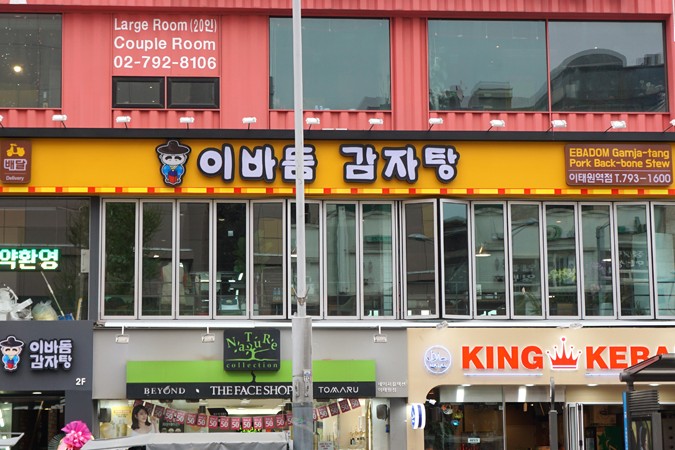 Large Room (20인)
Couple Room
02-792-8106
배달
Delivery
이바돔 감자탕
EBADOM Gamja-tang
Pork Back-bone Stew
이태원역점 T.793-1600
약환영
이바돔
감자탕
2F
NATURE
collection
BEYOND · THE FACE SHOP
TOMARU
KING KEBA
50